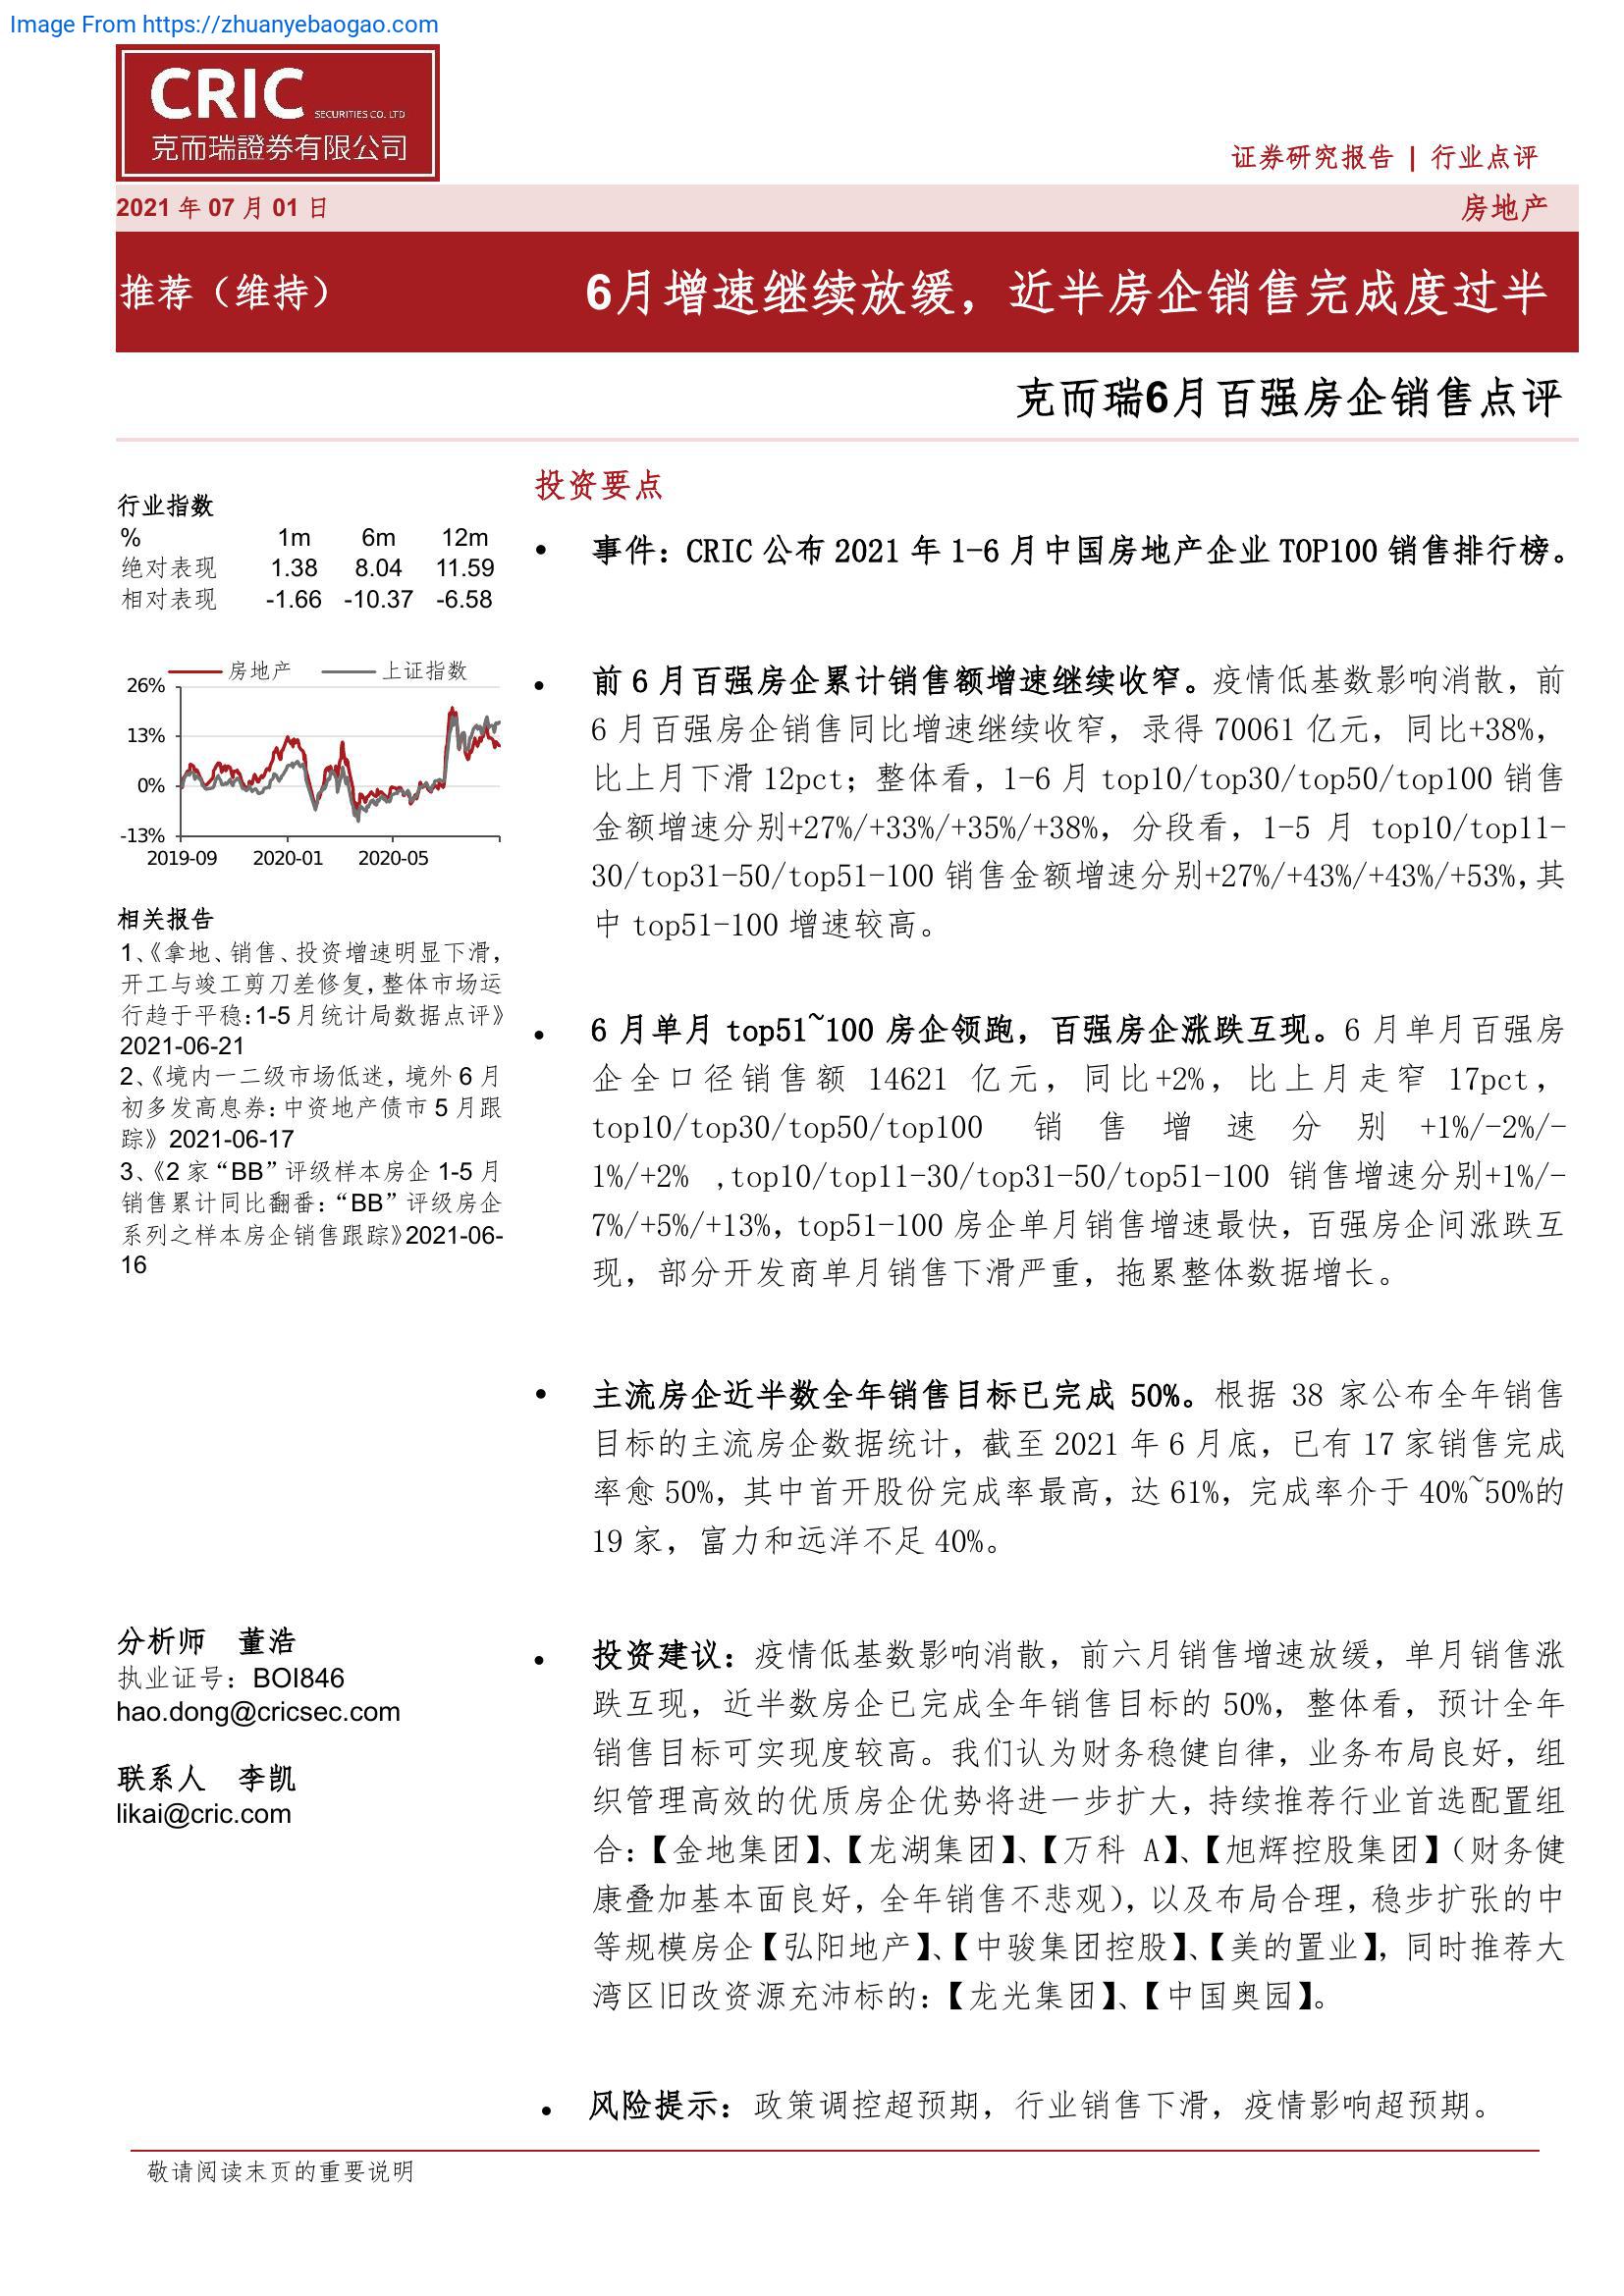 Image From https://zhuanyebaogao.com
CRIC SECURITIES CO. LTD
克而瑞證券有限公司
证券研究报告 | 行业点评
2021 年 07 月 01 日
房地产
推荐（维持）
6月增速继续放缓，近半房企销售完成度过半
克而瑞6月百强房企销售点评
行业指数
% 1m 6m 12m
绝对表现 1.38 8.04 11.59
相对表现 -1.66 -10.37 -6.58
房地产 上证指数
26%
13%
0%
-13%
2019-09 2020-01 2020-05
相关报告
1、《拿地、销售、投资增速明显下滑，
开工与竣工剪刀差修复，整体市场运
行趋于平稳：1-5 月统计局数据点评》
2021-06-21
2、《境内一二级市场低迷，境外 6 月
初多发高息券：中资地产债市 5 月跟
踪》2021-06-17
3、《2 家“BB”评级样本房企 1-5 月
销售累计同比翻番：“BB”评级房企
系列之样本房企销售跟踪》2021-06-
16
分析师 董浩
执业证号：BOI846
hao.dong@cricsec.com
联系人 李凯
likai@cric.com
投资要点
• 事件：CRIC 公布 2021 年 1-6 月中国房地产企业 TOP100 销售排行榜。
• 前 6 月百强房企累计销售额增速继续收窄。疫情低基数影响消散，前
6 月百强房企销售同比增速继续收窄，录得 70061 亿元，同比+38%，
比上月下滑 12pct；整体看，1-6 月 top10/top30/top50/top100 销售
金额增速分别+27%/+33%/+35%/+38%，分段看，1-5 月 top10/top11-
30/top31-50/top51-100 销售金额增速分别+27%/+43%/+43%/+53%，其
中 top51-100 增速较高。
• 6 月单月 top51~100 房企领跑，百强房企涨跌互现。6 月单月百强房
企全口径销售额 14621 亿元，同比+2%，比上月走窄 17pct，
top10/top30/top50/top100 销售增速分别 +1%/-2%/-
1%/+2% ,top10/top11-30/top31-50/top51-100 销售增速分别+1%/-
7%/+5%/+13%，top51-100 房企单月销售增速最快，百强房企间涨跌互
现，部分开发商单月销售下滑严重，拖累整体数据增长。
• 主流房企近半数全年销售目标已完成 50%。根据 38 家公布全年销售
目标的主流房企数据统计，截至 2021 年 6 月底，已有 17 家销售完成
率愈 50%，其中首开股份完成率最高，达 61%，完成率介于 40%~50%的
19 家，富力和远洋不足 40%。
• 投资建议：疫情低基数影响消散，前六月销售增速放缓，单月销售涨
跌互现，近半数房企已完成全年销售目标的 50%，整体看，预计全年
销售目标可实现度较高。我们认为财务稳健自律，业务布局良好，组
织管理高效的优质房企优势将进一步扩大，持续推荐行业首选配置组
合：【金地集团】、【龙湖集团】、【万科 A】、【旭辉控股集团】（财务健
康叠加基本面良好，全年销售不悲观），以及布局合理，稳步扩张的中
等规模房企【弘阳地产】、【中骏集团控股】、【美的置业】，同时推荐大
湾区旧改资源充沛标的：【龙光集团】、【中国奥园】。
• 风险提示：政策调控超预期，行业销售下滑，疫情影响超预期。
敬请阅读末页的重要说明